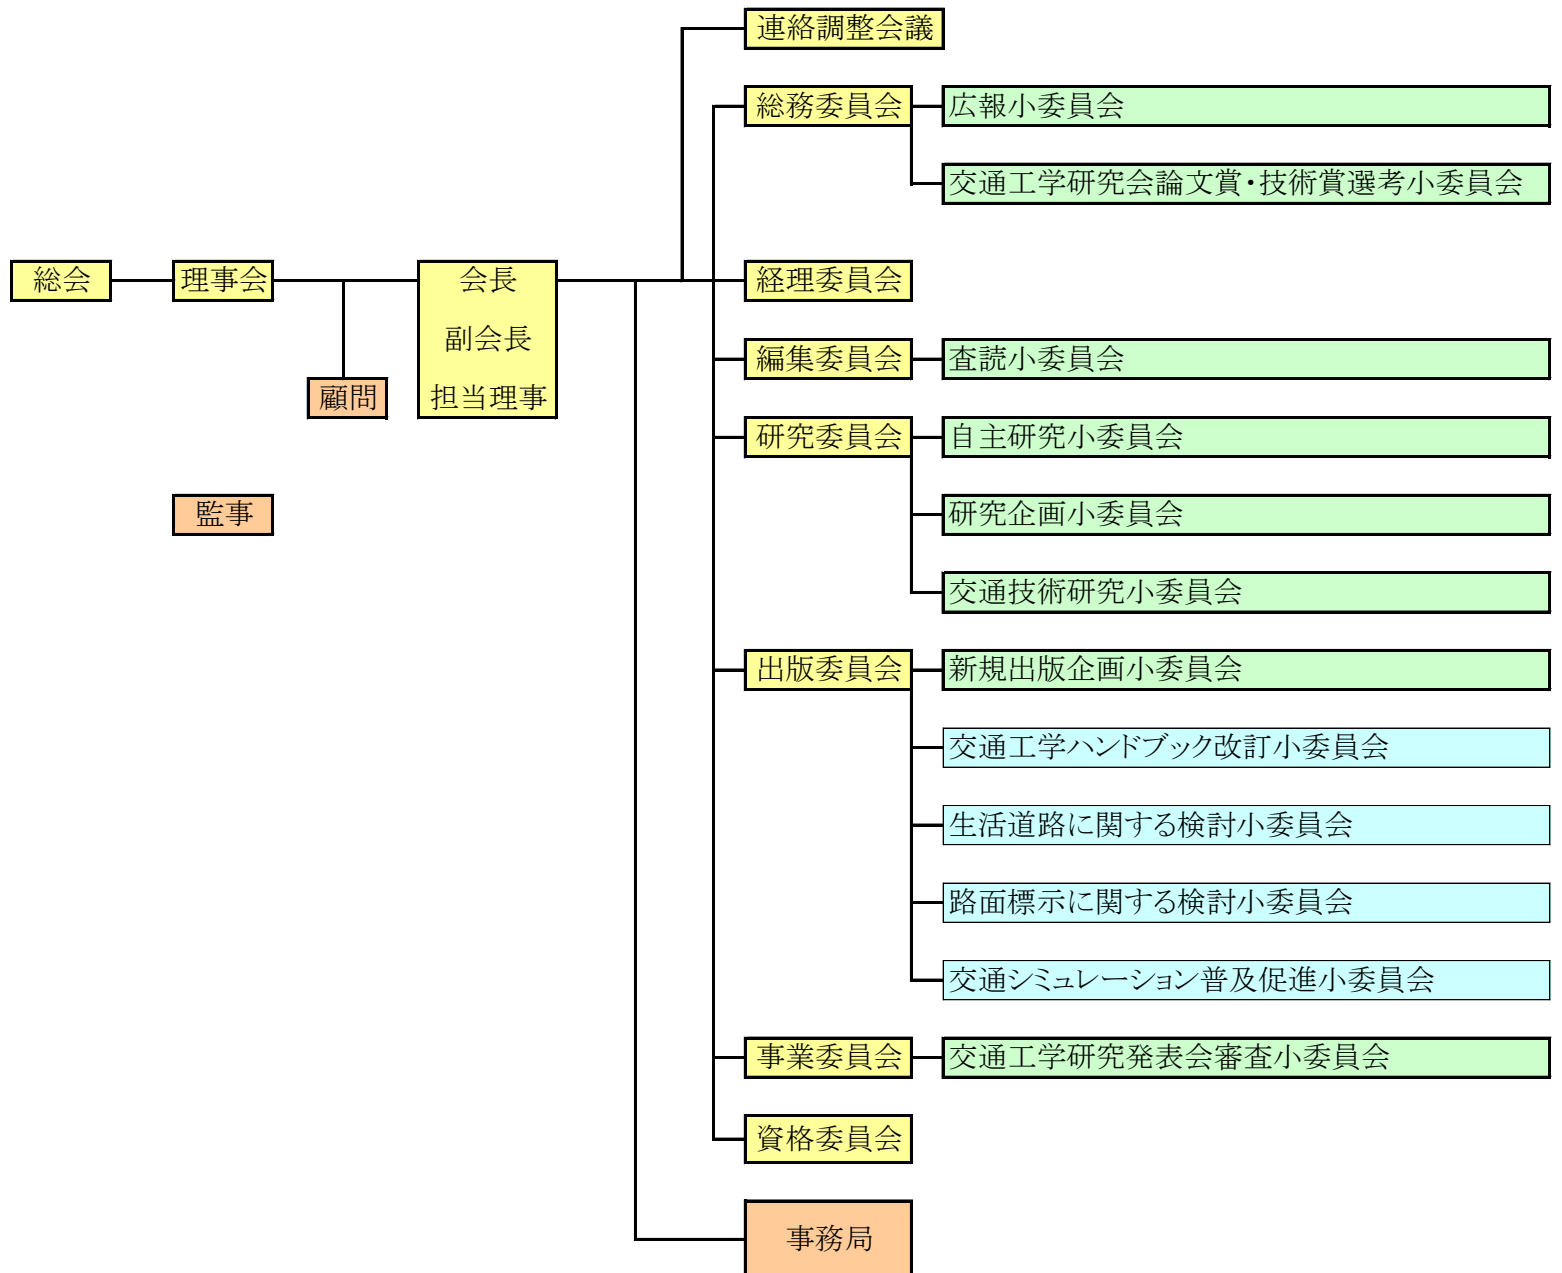 連絡調整会議
総務委員会
広報小委員会
交通工学研究会論文賞・技術賞選考小委員会
総会
理事会
会長
副会長
担当理事
顧問
監事
経理委員会
編集委員会
査読小委員会
研究委員会
自主研究小委員会
研究企画小委員会
交通技術研究小委員会
出版委員会
新規出版企画小委員会
交通工学ハンドブック改訂小委員会
生活道路に関する検討小委員会
路面標示に関する検討小委員会
交通シミュレーション普及促進小委員会
事業委員会
交通工学研究発表会審査小委員会
資格委員会
事務局